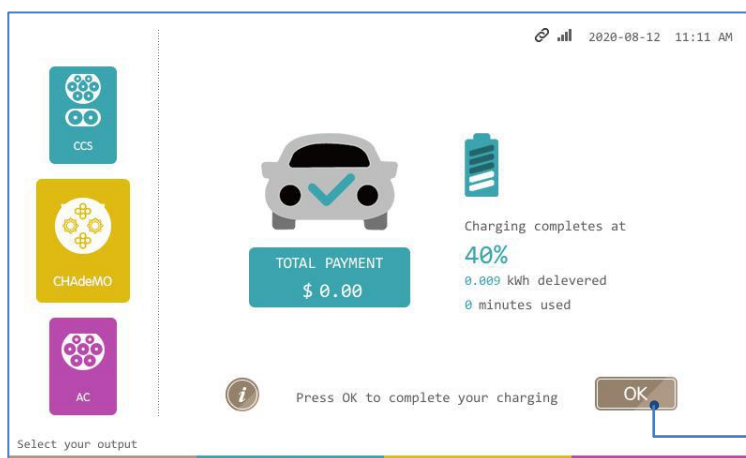 2020-08-12 11:11 AM
CCS
CHAdeMO
AC
Select your output
TOTAL PAYMENT
$ 0.00
Charging completes at
40%
0.009 kWh delevered
0 minutes used
i
Press OK to complete your charging
OK